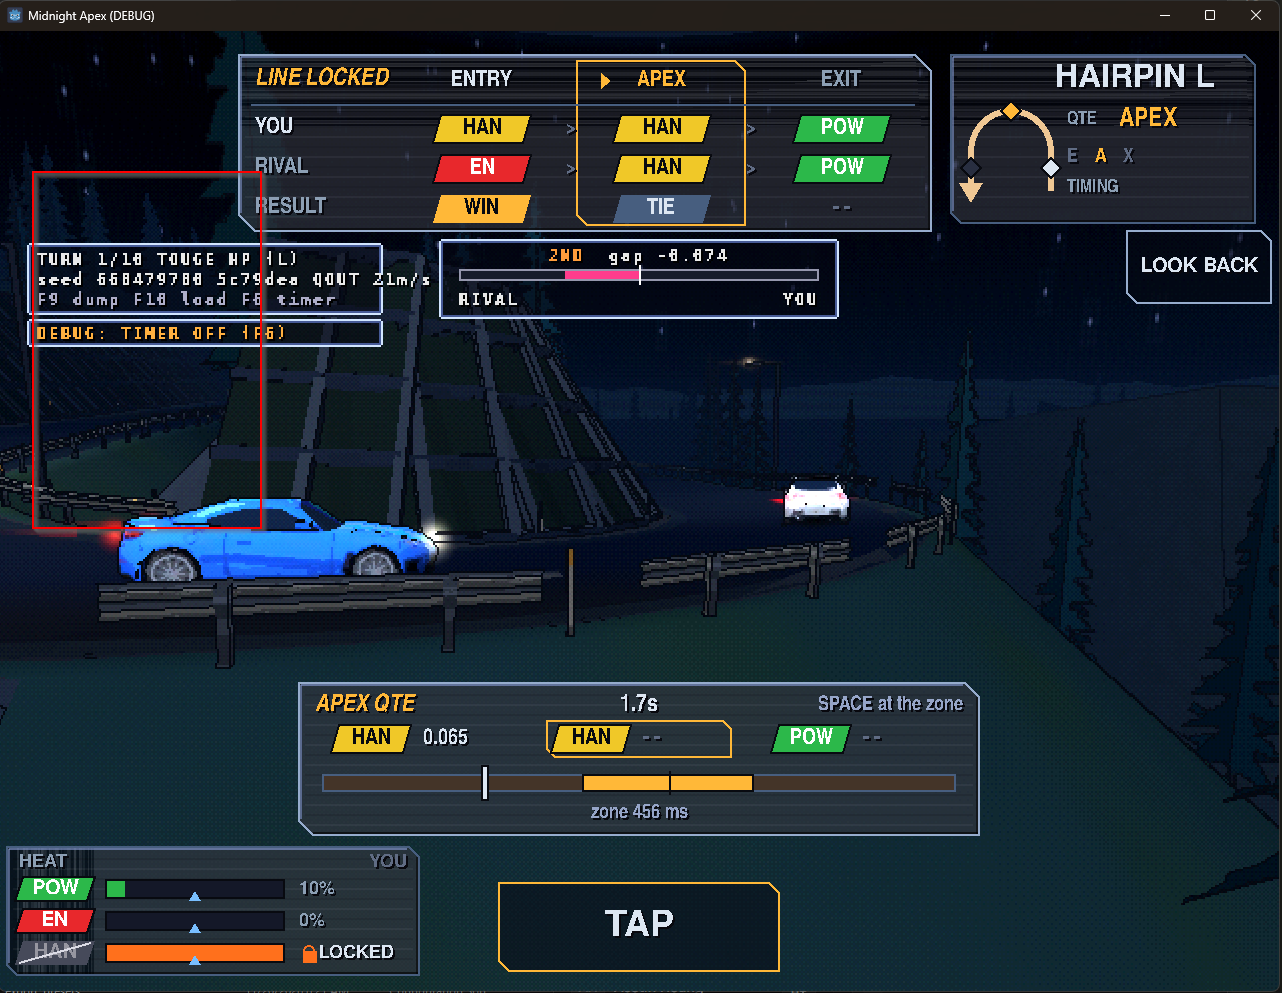 Midnight Apex (DEBUG)
LINE LOCKED ENTRY APEX EXIT
YOU HAN > HAN > POW
RIVAL EN > HAN > POW
RESULT WIN TIE --
HAIRPIN L
QTE APEX
E A X
TIMING
LOOK BACK
TURN 1/10 TOUGE HP (L)
seed 668479788 5c79dea QOUT 21m/s
F9 dump F10 load F6 timer
DEBUG: TIMER OFF (F6)
2ND gap -0.074
RIVAL YOU
APEX QTE 1.7s SPACE at the zone
HAN 0.065 HAN -- POW --
zone 456 ms
HEAT YOU
POW 10%
EN 0%
HAN LOCKED
TAP